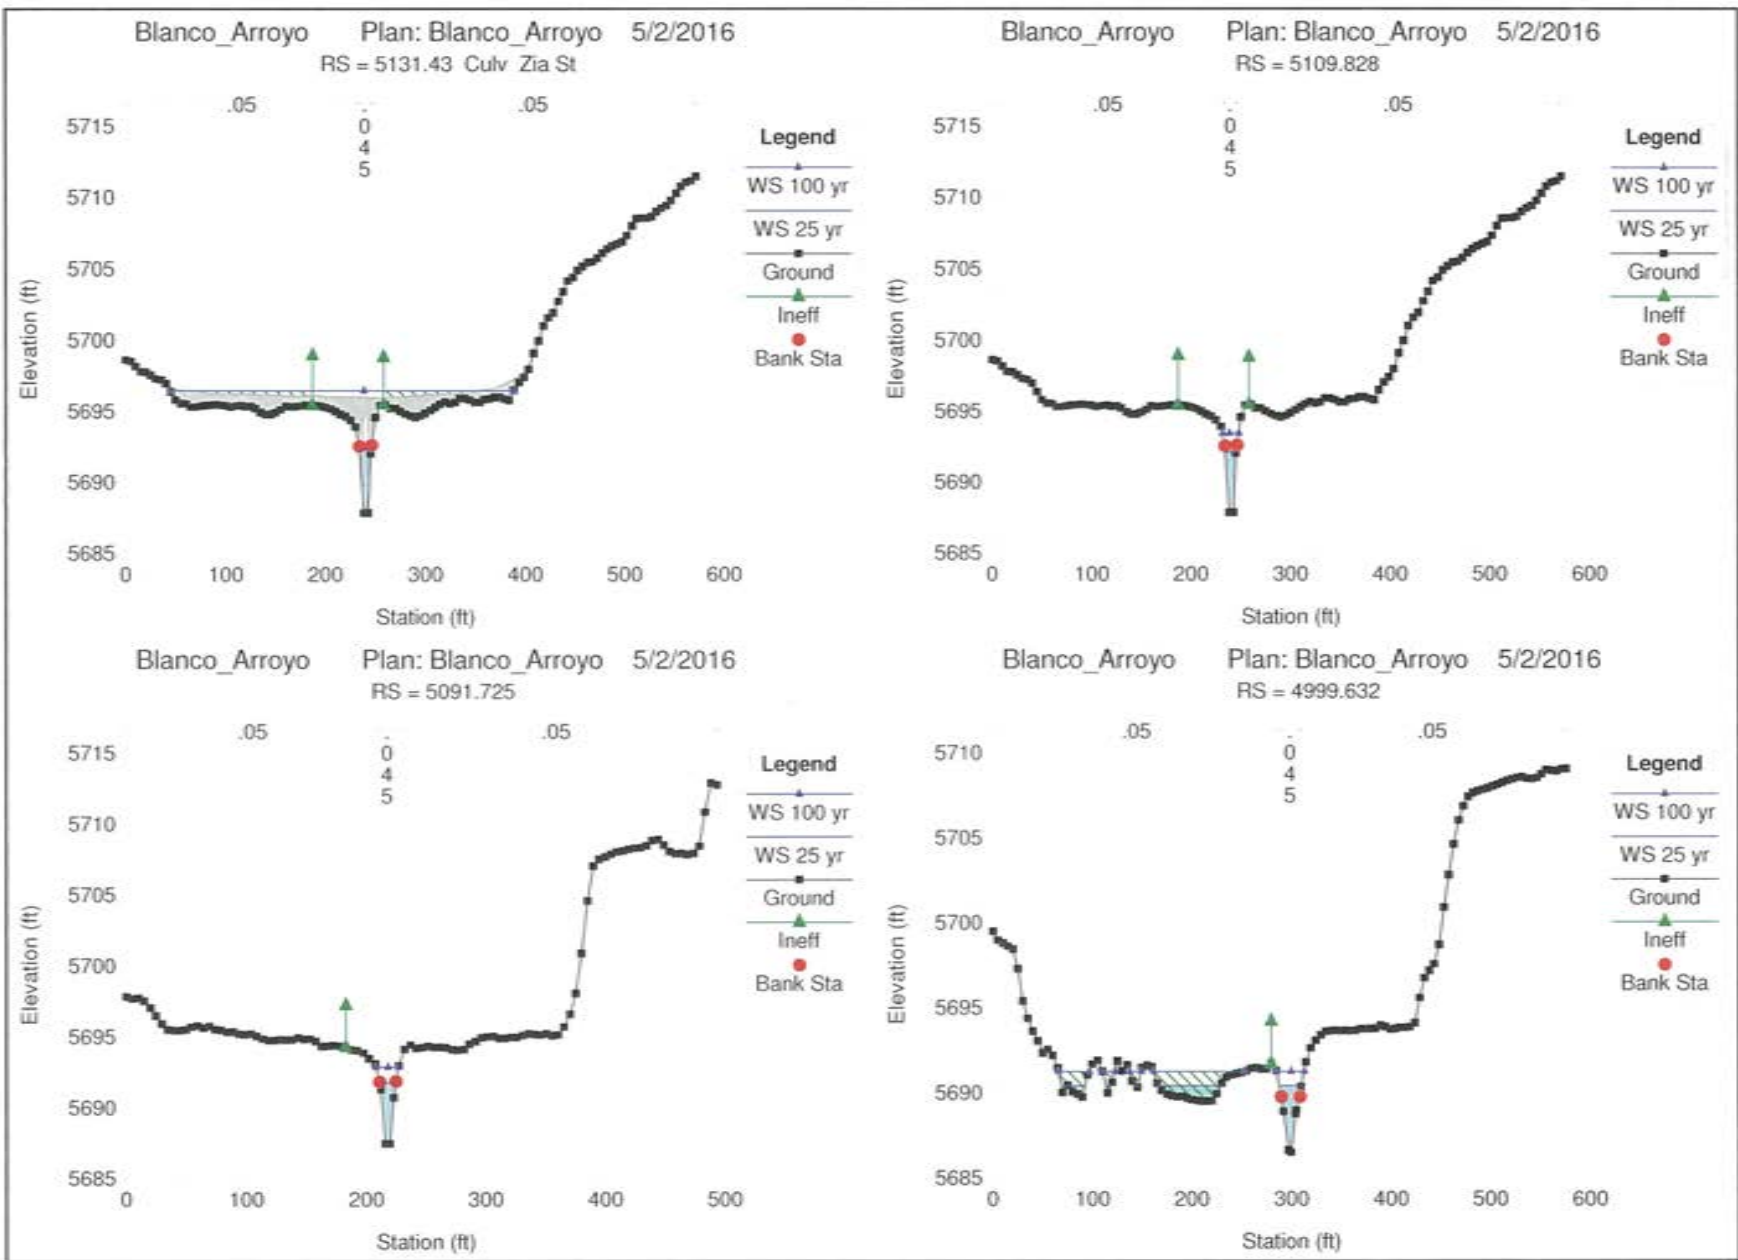 Blanco_Arroyo Plan: Blanco_Arroyo 5/2/2016
RS = 5131.43 Culv Zia St
.05
.
0
4
5
.05
5715
5710
5705
5700
5695
5690
5685
Elevation (ft)
0 100 200 300 400 500 600
Station (ft)
Legend
WS 100 yr
WS 25 yr
Ground
Ineff
Bank Sta
Blanco_Arroyo Plan: Blanco_Arroyo 5/2/2016
RS = 5109.828
.05
.
0
4
5
.05
5715
5710
5705
5700
5695
5690
5685
Elevation (ft)
0 100 200 300 400 500 600
Station (ft)
Legend
WS 100 yr
WS 25 yr
Ground
Ineff
Bank Sta
Blanco_Arroyo Plan: Blanco_Arroyo 5/2/2016
RS = 5091.725
.05
.
0
4
5
.05
5715
5710
5705
5700
5695
5690
5685
Elevation (ft)
0 100 200 300 400 500
Station (ft)
Legend
WS 100 yr
WS 25 yr
Ground
Ineff
Bank Sta
Blanco_Arroyo Plan: Blanco_Arroyo 5/2/2016
RS = 4999.632
.05
.
0
4
5
.05
5710
5705
5700
5695
5690
5685
Elevation (ft)
0 100 200 300 400 500 600
Station (ft)
Legend
WS 100 yr
WS 25 yr
Ground
Ineff
Bank Sta